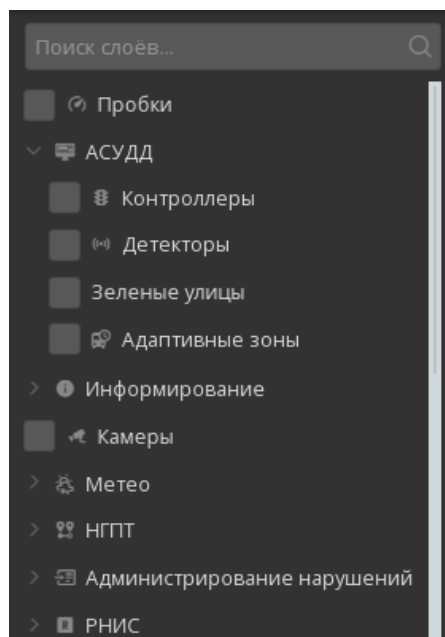 Поиск слоёв...
Пробки
АСУДД
Контроллеры
Детекторы
Зеленые улицы
Адаптивные зоны
Информирование
Камеры
Метео
НГПТ
Администрирование нарушений
РНИС